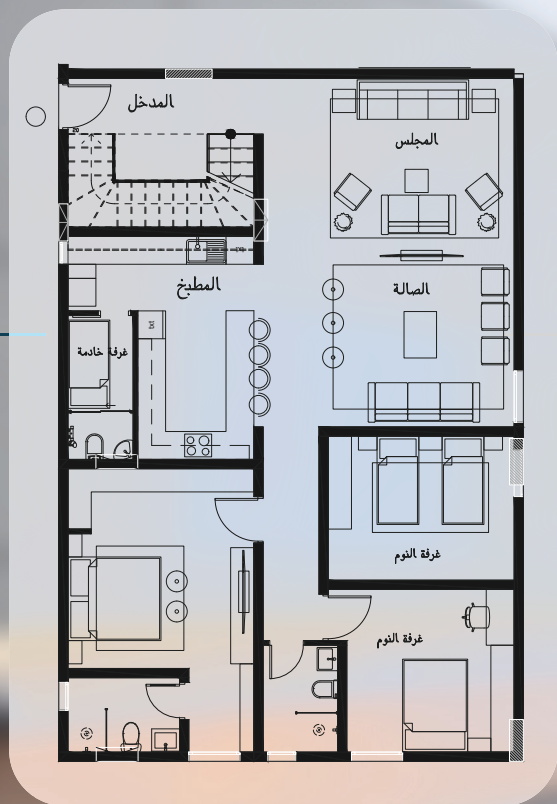 المدخل
المجلس
المطبخ
الصالة
غرفة خادمة
غرفة النوم
غرفة النوم